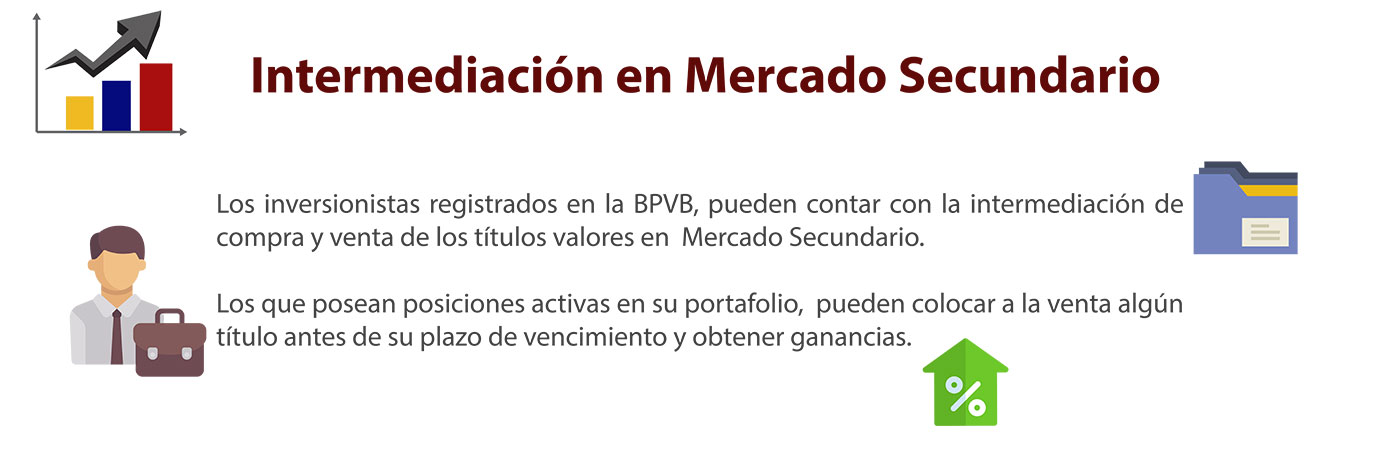 Intermediación en Mercado Secundario
Los inversionistas registrados en la BPVB, pueden contar con la intermediación de
compra y venta de los títulos valores en  Mercado Secundario.
Los que posean posiciones activas en su portafolio,  pueden colocar a la venta algún
título antes de su plazo de vencimiento y obtener ganancias.
%